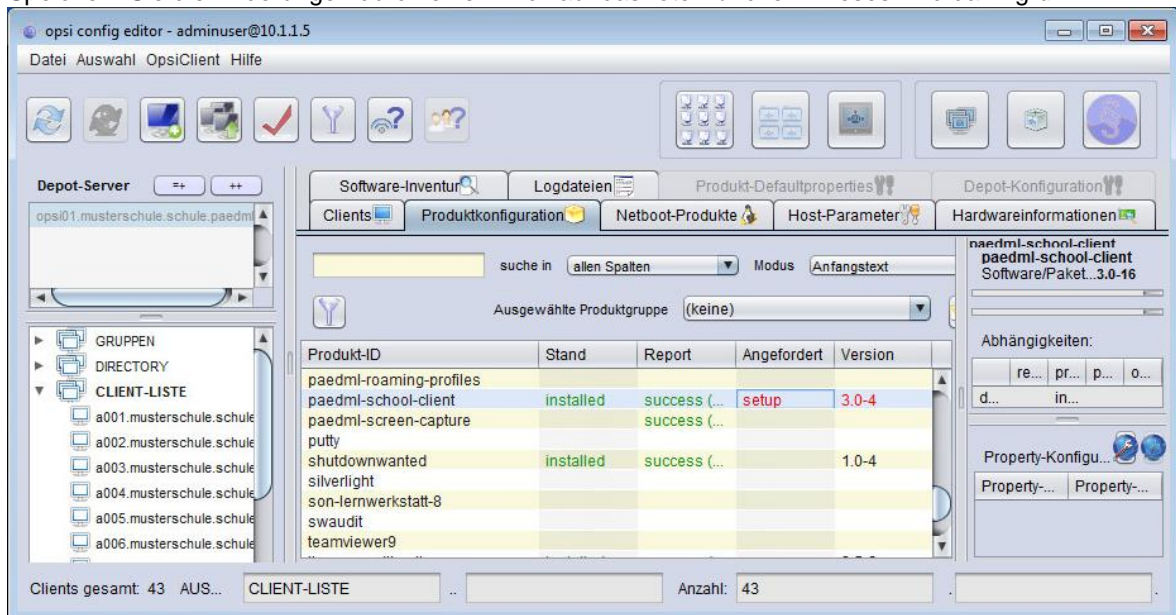 opsi config editor - adminuser@10.1.1.5
Datei Auswahl OpsiClient Hilfe
Depot-Server =+ ++
opsi01.musterschule.schule.paedml
GRUPPEN
DIRECTORY
CLIENT-LISTE
a001.musterschule.schule
a002.musterschule.schule
a003.musterschule.schule
a004.musterschule.schule
a005.musterschule.schule
a006.musterschule.schule
Software-Inventur Logdateien Produkt-Defaultproperties Depot-Konfiguration
Clients Produktkonfiguration Netboot-Produkte Host-Parameter Hardwareinformationen
suche in allen Spalten Modus Anfangstext
Ausgewählte Produktgruppe (keine)
Produkt-ID Stand Report Angefordert Version
paedml-roaming-profiles
paedml-school-client installed success (... setup 3.0-4
paedml-screen-capture success (...
putty
shutdownwanted installed success (... 1.0-4
silverlight
son-lernwerkstatt-8
swaudit
teamviewer9
paedml-school-client
paedml-school-client
Software/Paket...3.0-16
Abhängigkeiten:
re... pr... p... o...
d... in...
Property-Konfigu...
Property-... Property-...
Clients gesamt: 43 AUS... CLIENT-LISTE .. Anzahl: 43 . .